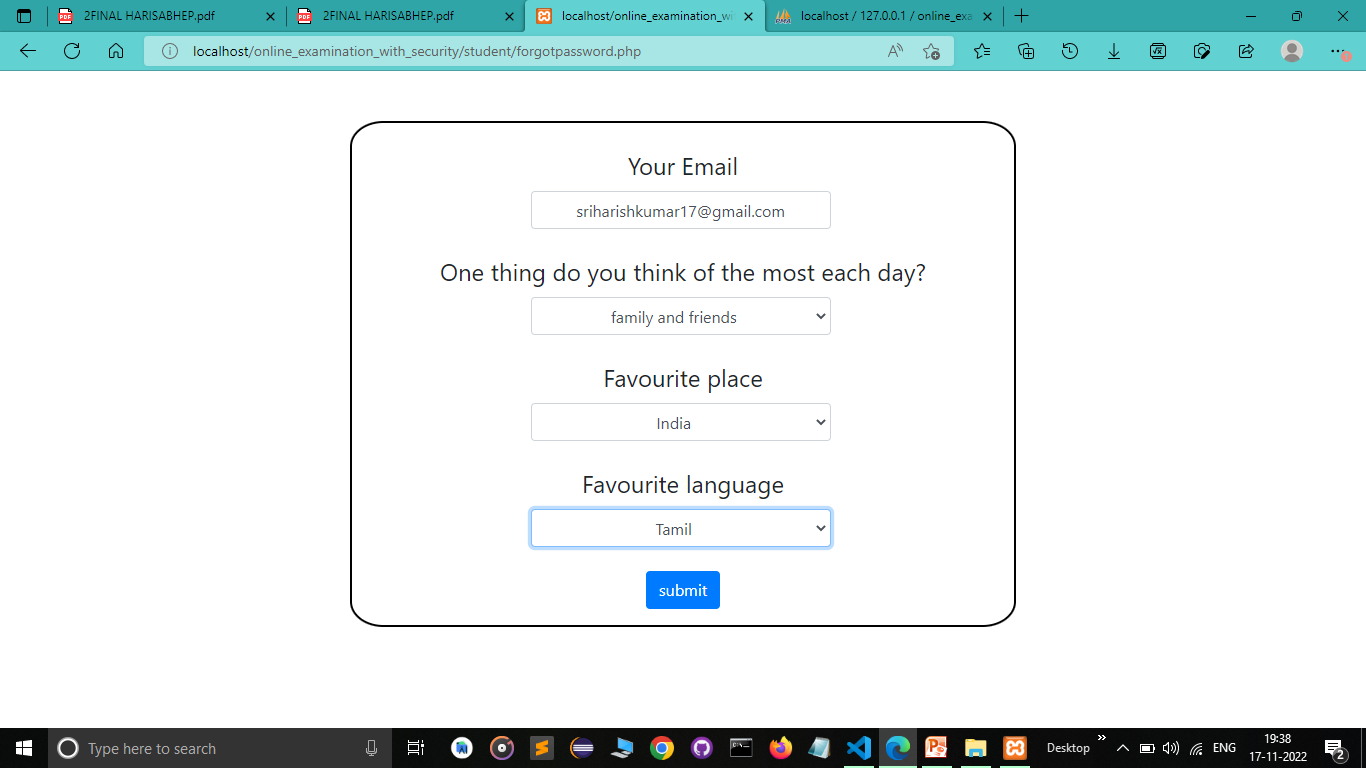 2FINAL HARISABHEP.pdf
2FINAL HARISABHEP.pdf
localhost/online_examination_wi
localhost / 127.0.0.1 / online_exa
localhost/online_examination_with_security/student/forgotpassword.php
Your Email
sriharishkumar17@gmail.com
One thing do you think of the most each day?
family and friends
Favourite place
India
Favourite language
Tamil
submit
Type here to search
Desktop
ENG
19:38
17-11-2022
2